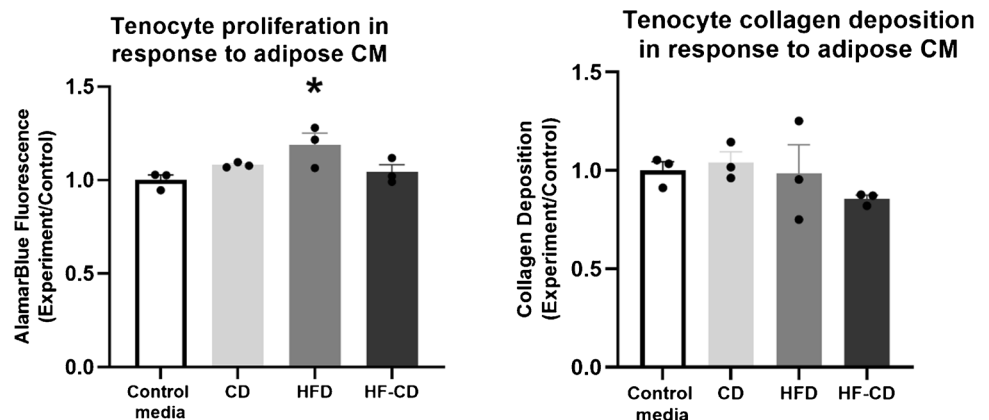 Tenocyte proliferation in
response to adipose CM
*
1.5
1.0
0.5
0.0
AlamarBlue Fluorescence
(Experiment/Control)
Control
media
CD
HFD
HF-CD
Tenocyte collagen deposition
in response to adipose CM
1.5
1.0
0.5
0.0
Collagen Deposition
(Experiment/Control)
Control
media
CD
HFD
HF-CD